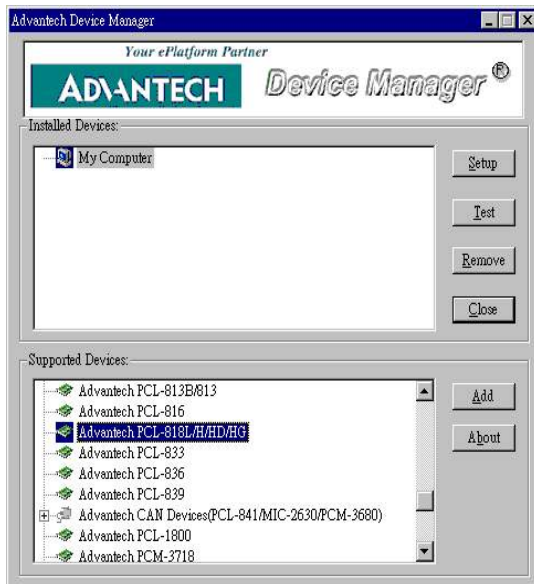 Advantech Device Manager
Your ePlatform Partner
ADVANTECH
Device Manager ®
Installed Devices:
My Computer
Setup
Test
Remove
Close
Supported Devices:
Advantech PCL-813B/813
Advantech PCL-816
Advantech PCL-818L/H/HD/HG
Advantech PCL-833
Advantech PCL-836
Advantech PCL-839
Advantech CAN Devices(PCL-841/MIC-2630/PCM-3680)
Advantech PCL-1800
Advantech PCM-3718
Add
About